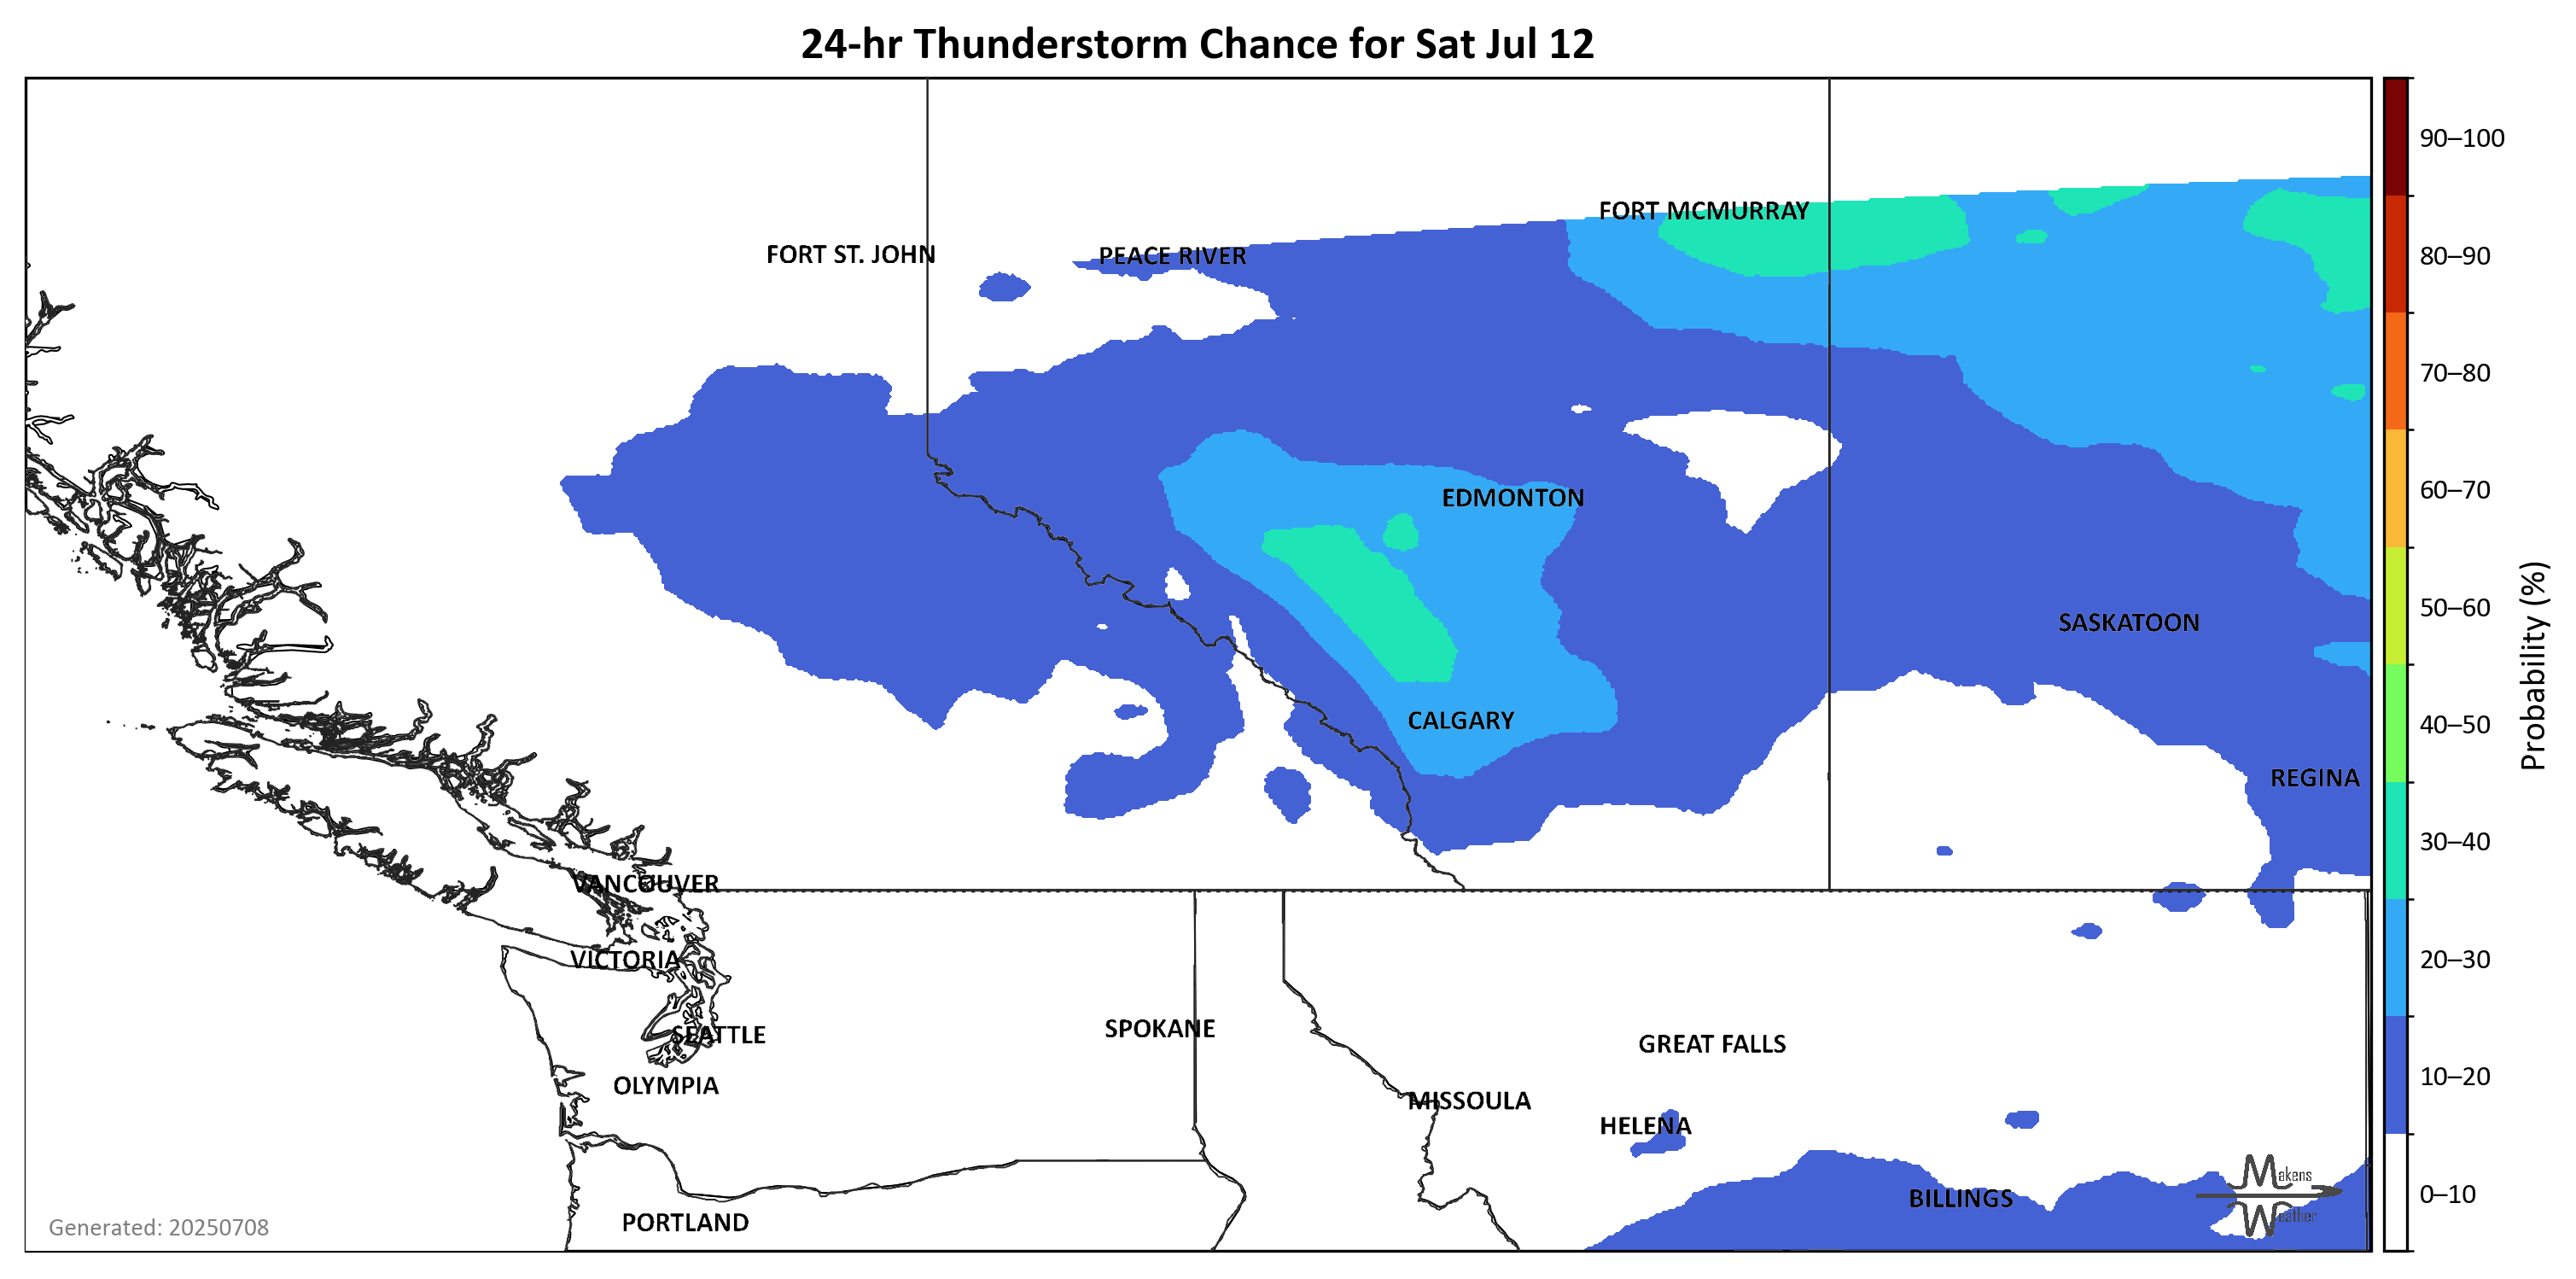 24-hr Thunderstorm Chance for Sat Jul 12
90–100
FORT MCMURRAY
FORT ST. JOHN
PEACE RIVER
80–90
70–80
60–70
EDMONTON
50–60
SASKATOON
Probability (%)
CALGARY
40–50
REGINA
30–40
VANCOUVER
VICTORIA
20–30
SPOKANE
SEATTLE
GREAT FALLS
10–20
OLYMPIA
MISSOULA
HELENA
Makens
Weather
0–10
BILLINGS
PORTLAND
Generated: 20250708